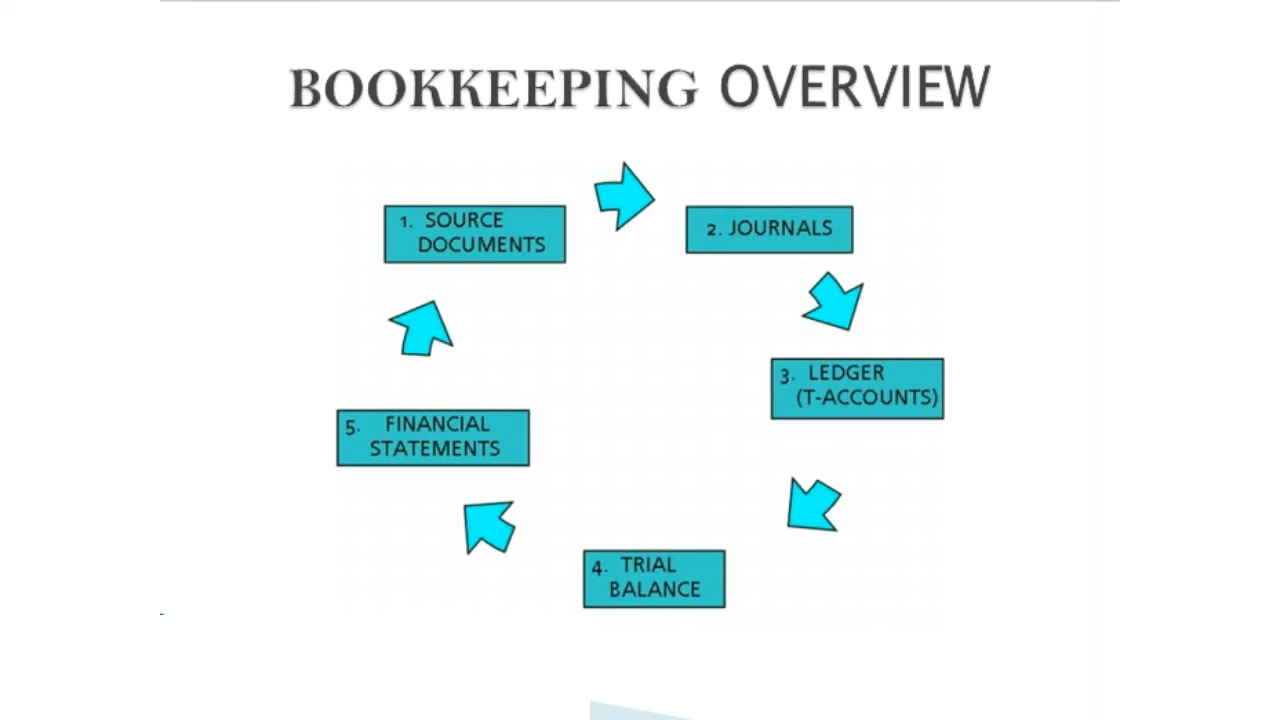 BOOKKEEPING OVERVIEW
1. SOURCE
DOCUMENTS
2. JOURNALS
3. LEDGER
(T-ACCOUNTS)
4. TRIAL
BALANCE
5. FINANCIAL
STATEMENTS